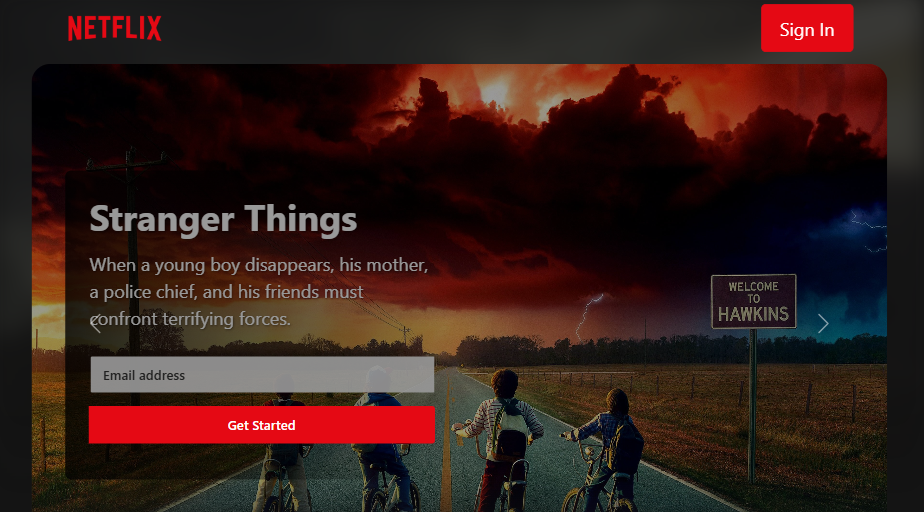 NETFLIX
Sign In
Stranger Things
When a young boy disappears, his mother,
a police chief, and his friends must
confront terrifying forces.
WELCOME
TO
HAWKINS
Email address
Get Started